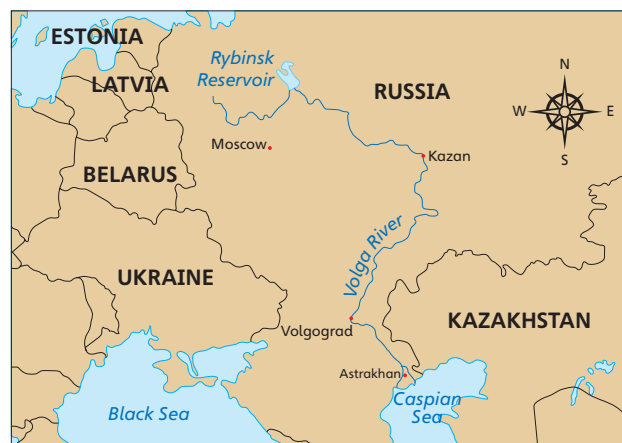 ESTONIA
Rybinsk
Reservoir
LATVIA
RUSSIA
N
W
E
S
Moscow
Kazan
BELARUS
Volga River
UKRAINE
KAZAKHSTAN
Volgograd
Astrakhan
Caspian
Sea
Black Sea